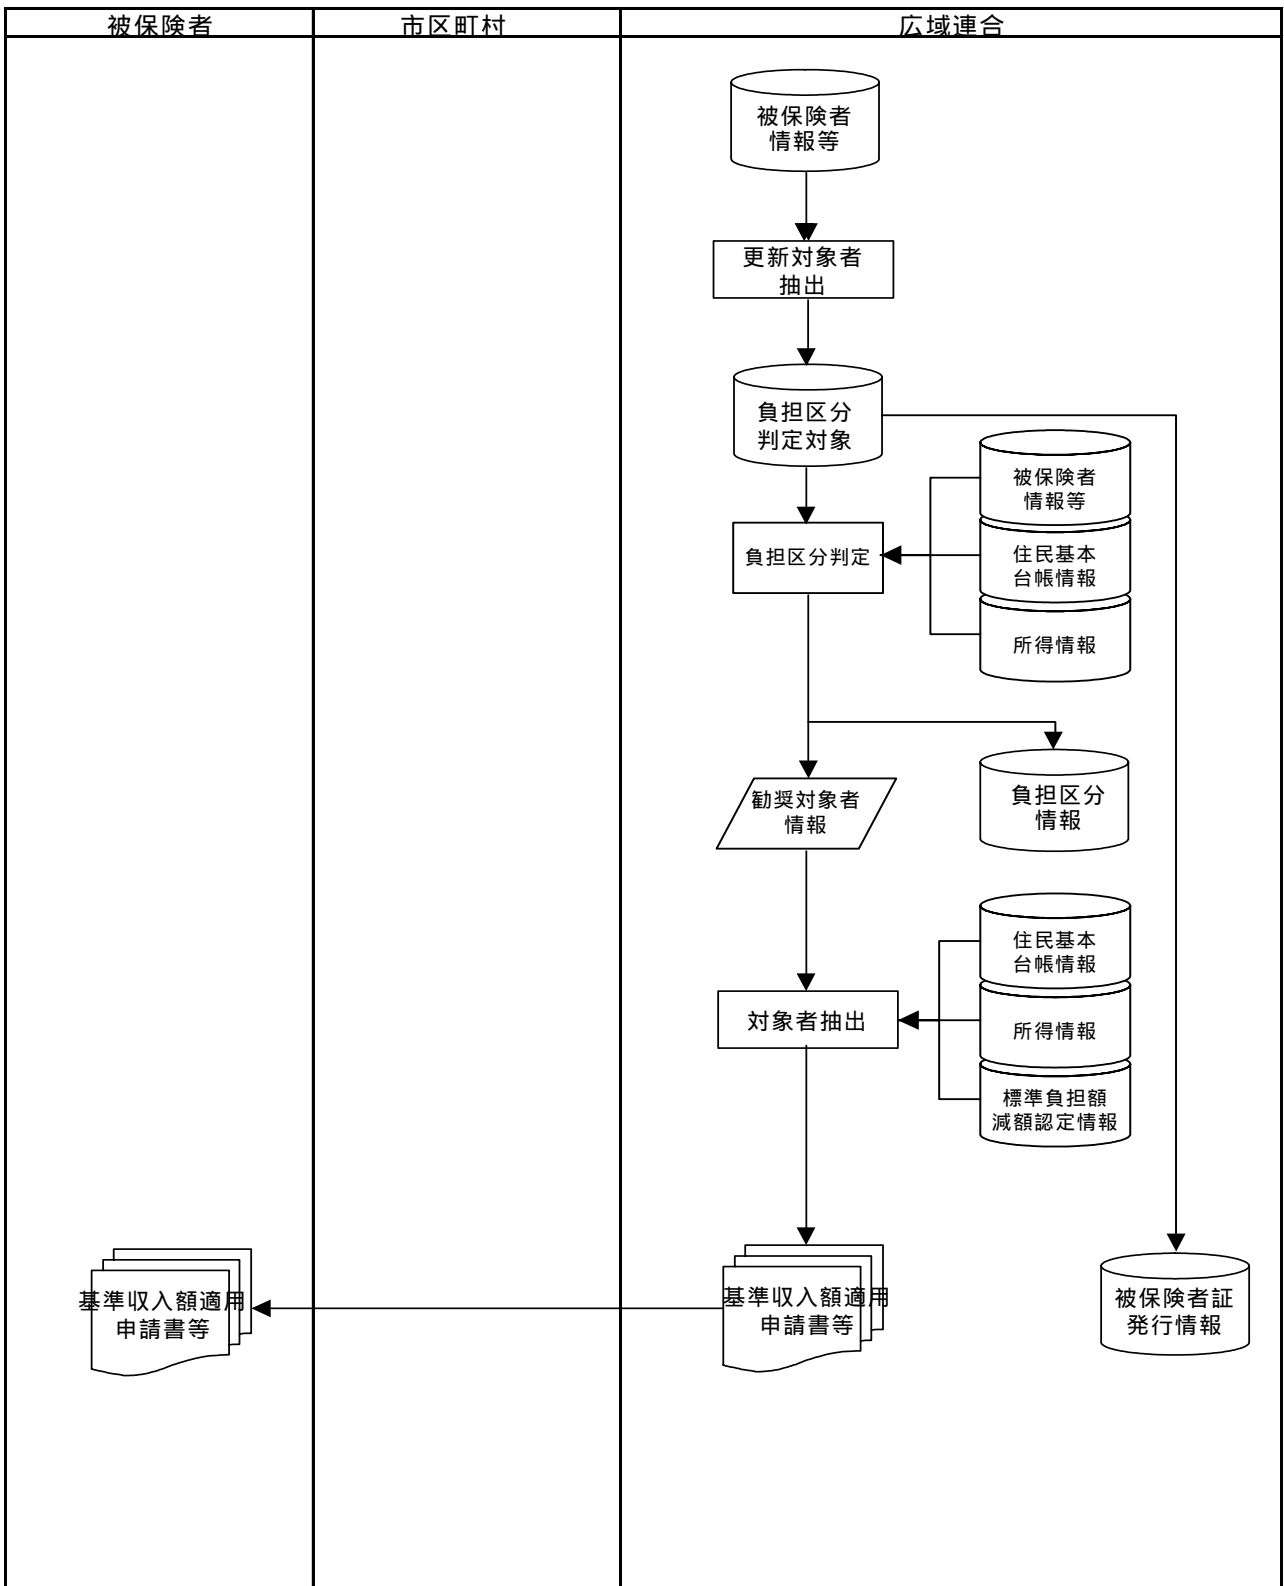 被保険者
市区町村
広域連合
被保険者
情報等
更新対象者
抽出
負担区分
判定対象
被保険者
情報等
負担区分判定
住民基本
台帳情報
所得情報
勧奨対象者
情報
負担区分
情報
住民基本
台帳情報
対象者抽出
所得情報
標準負担額
減額認定情報
基準収入額適用
申請書等
基準収入額適用
申請書等
被保険者証
発行情報